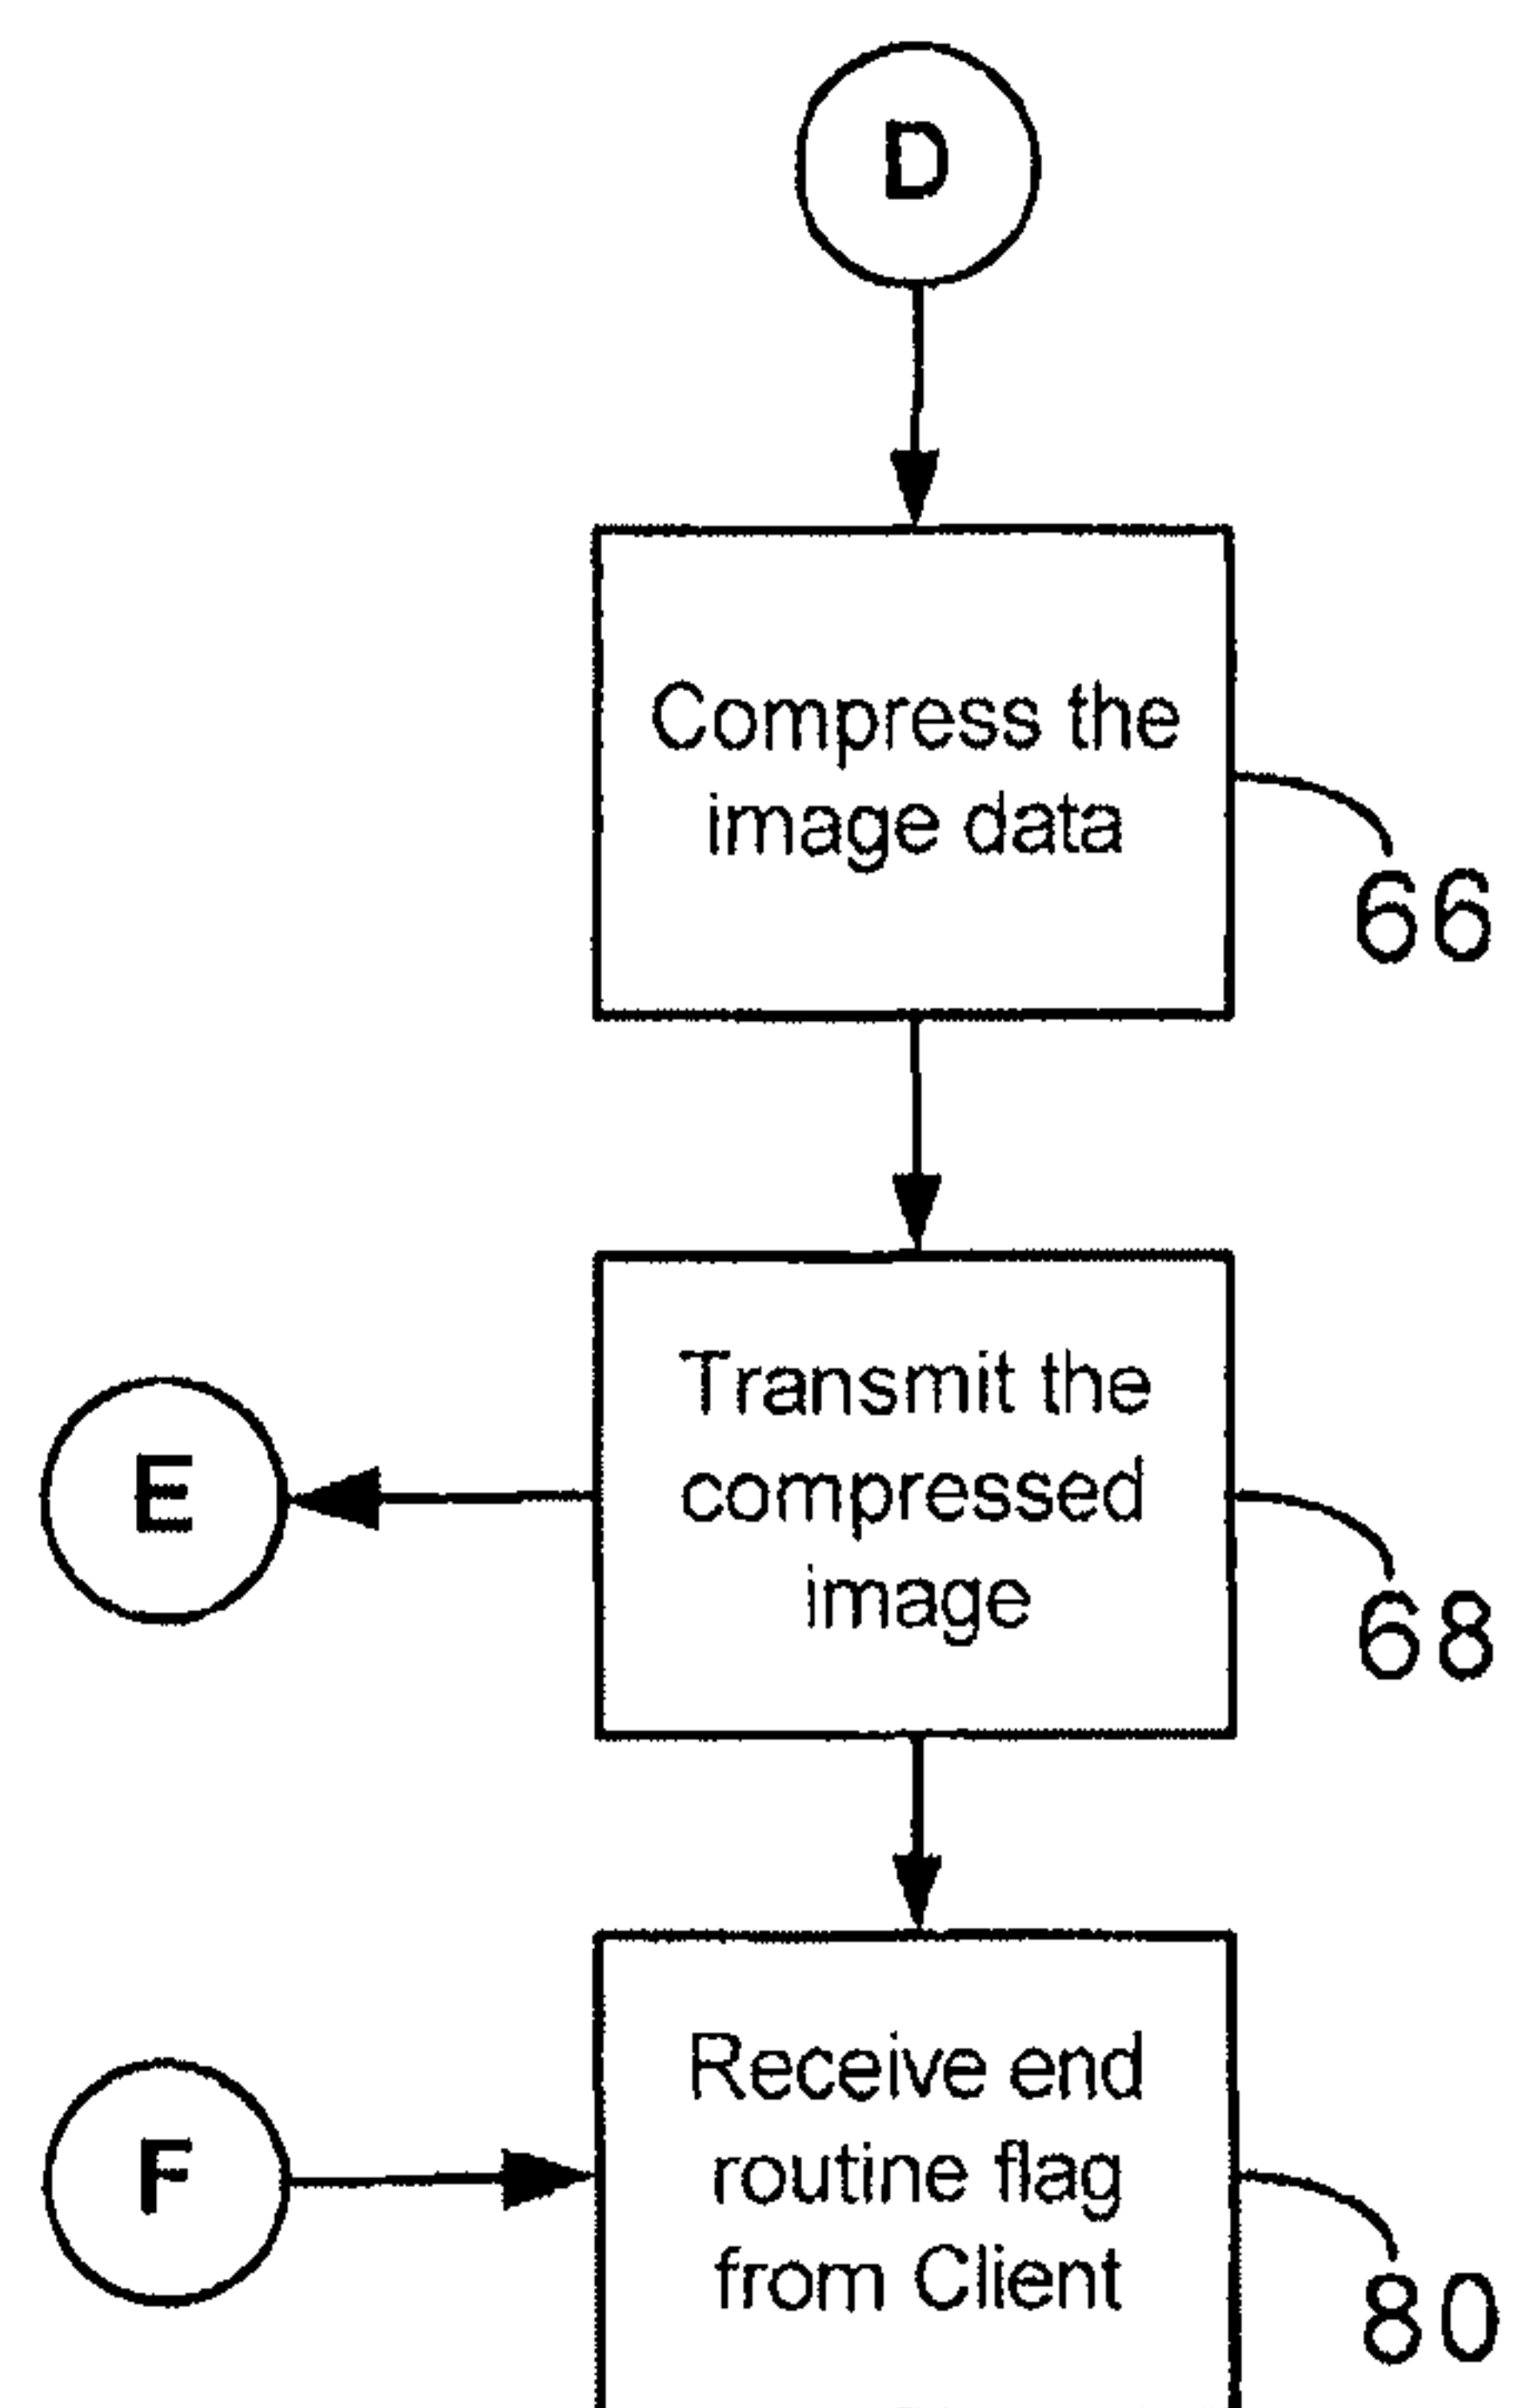 D
Compress the
image data
66
Transmit the
compressed
image
E
68
Receive end
routine flag
from Client
F
80